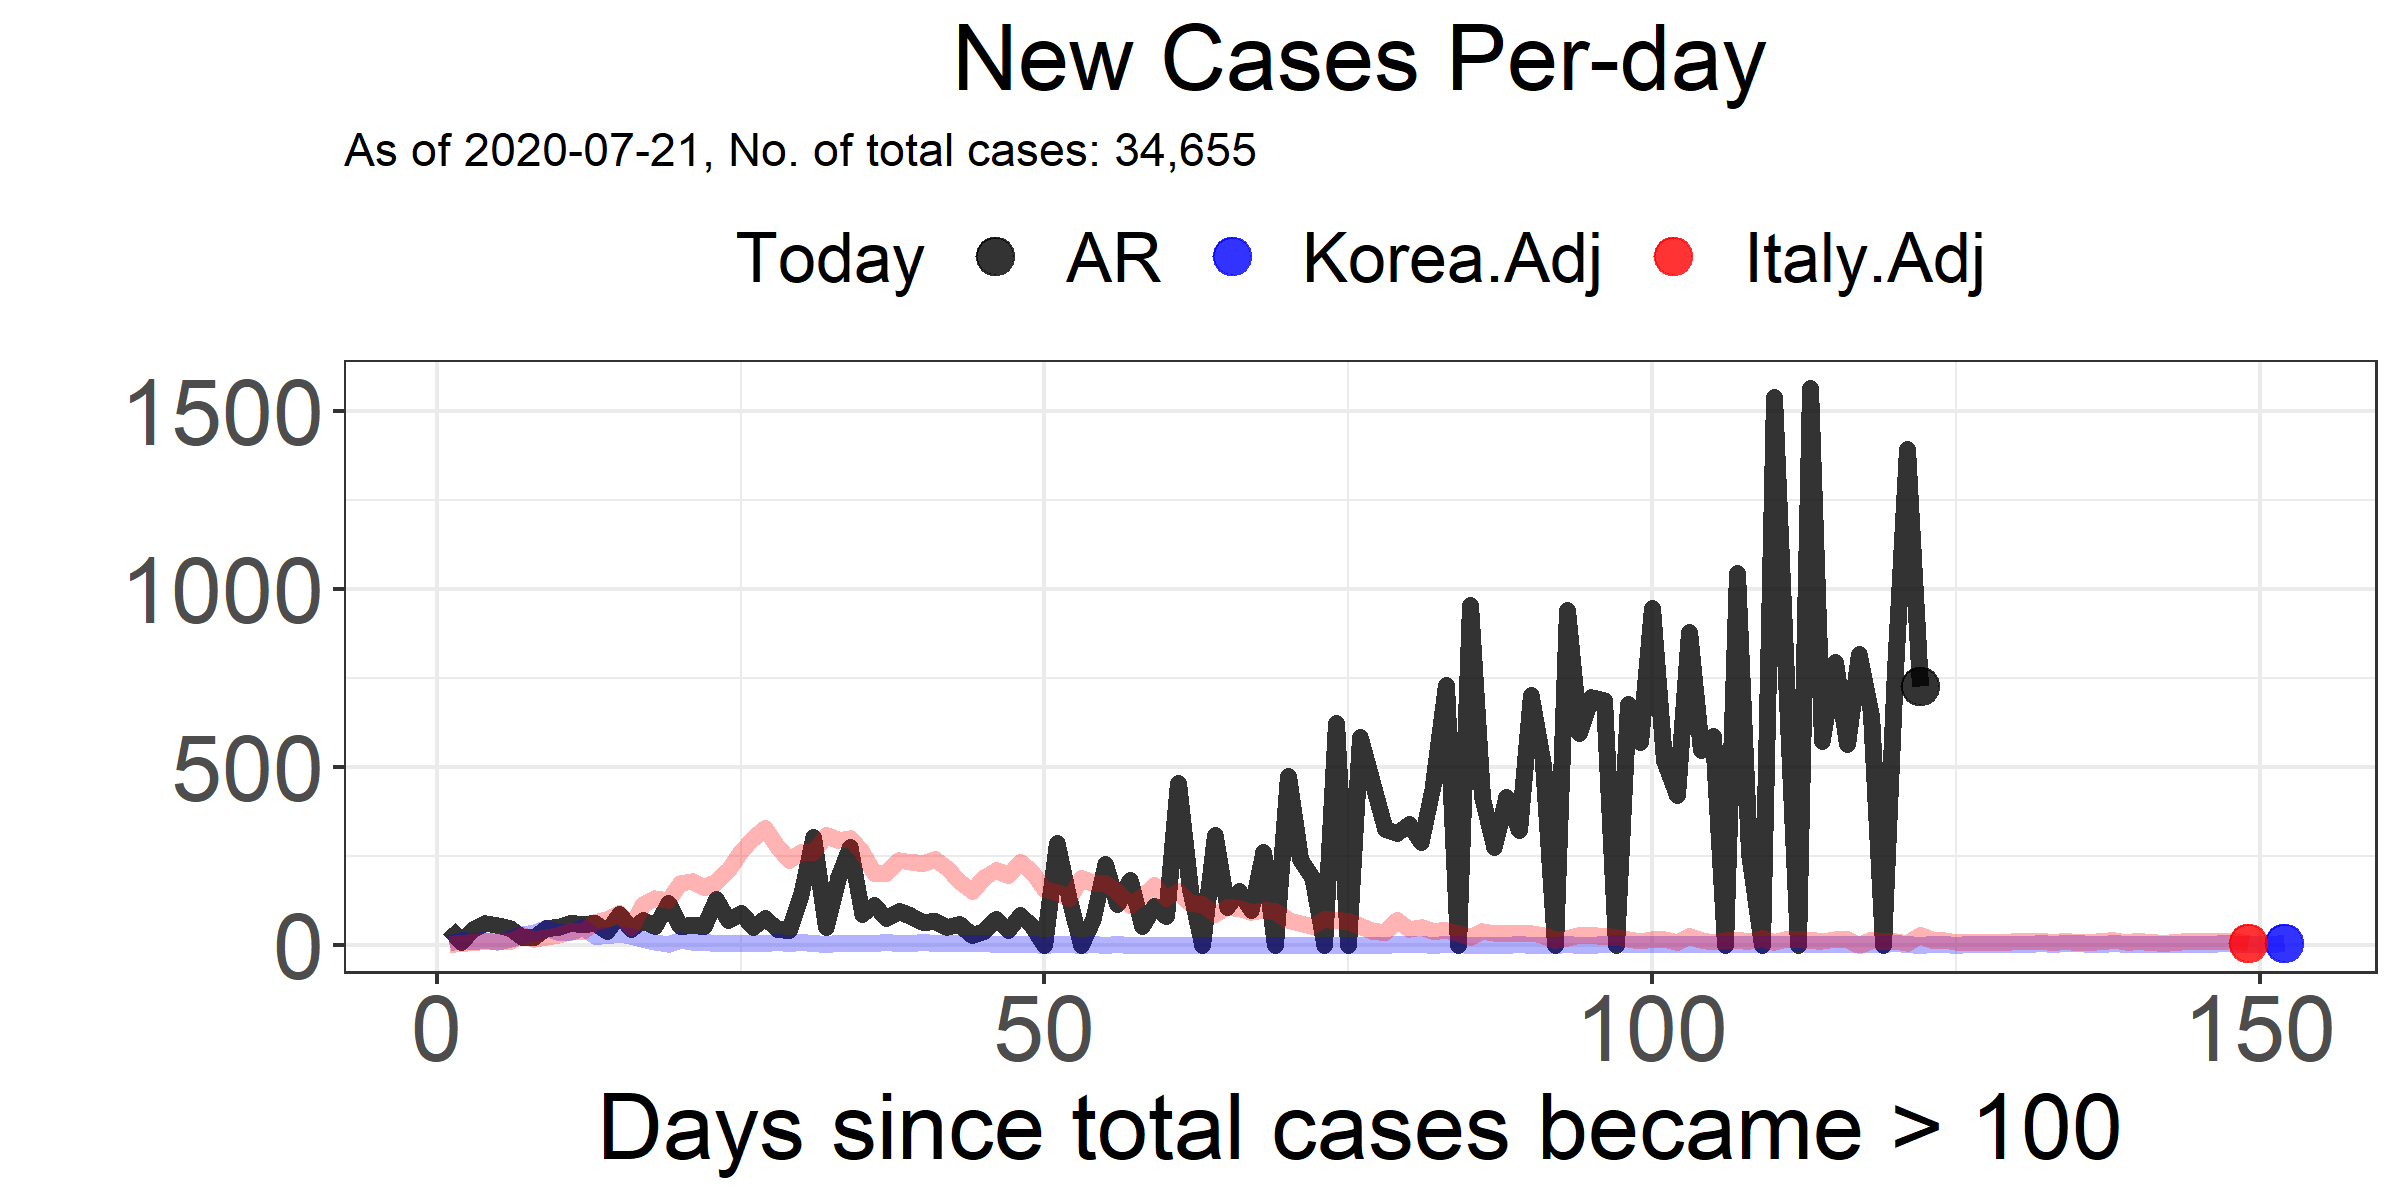 New Cases Per-day
As of 2020-07-21, No. of total cases: 34,655
Today AR Korea.Adj Italy.Adj
1500
1000
500
0
0 50 100 150
Days since total cases became > 100